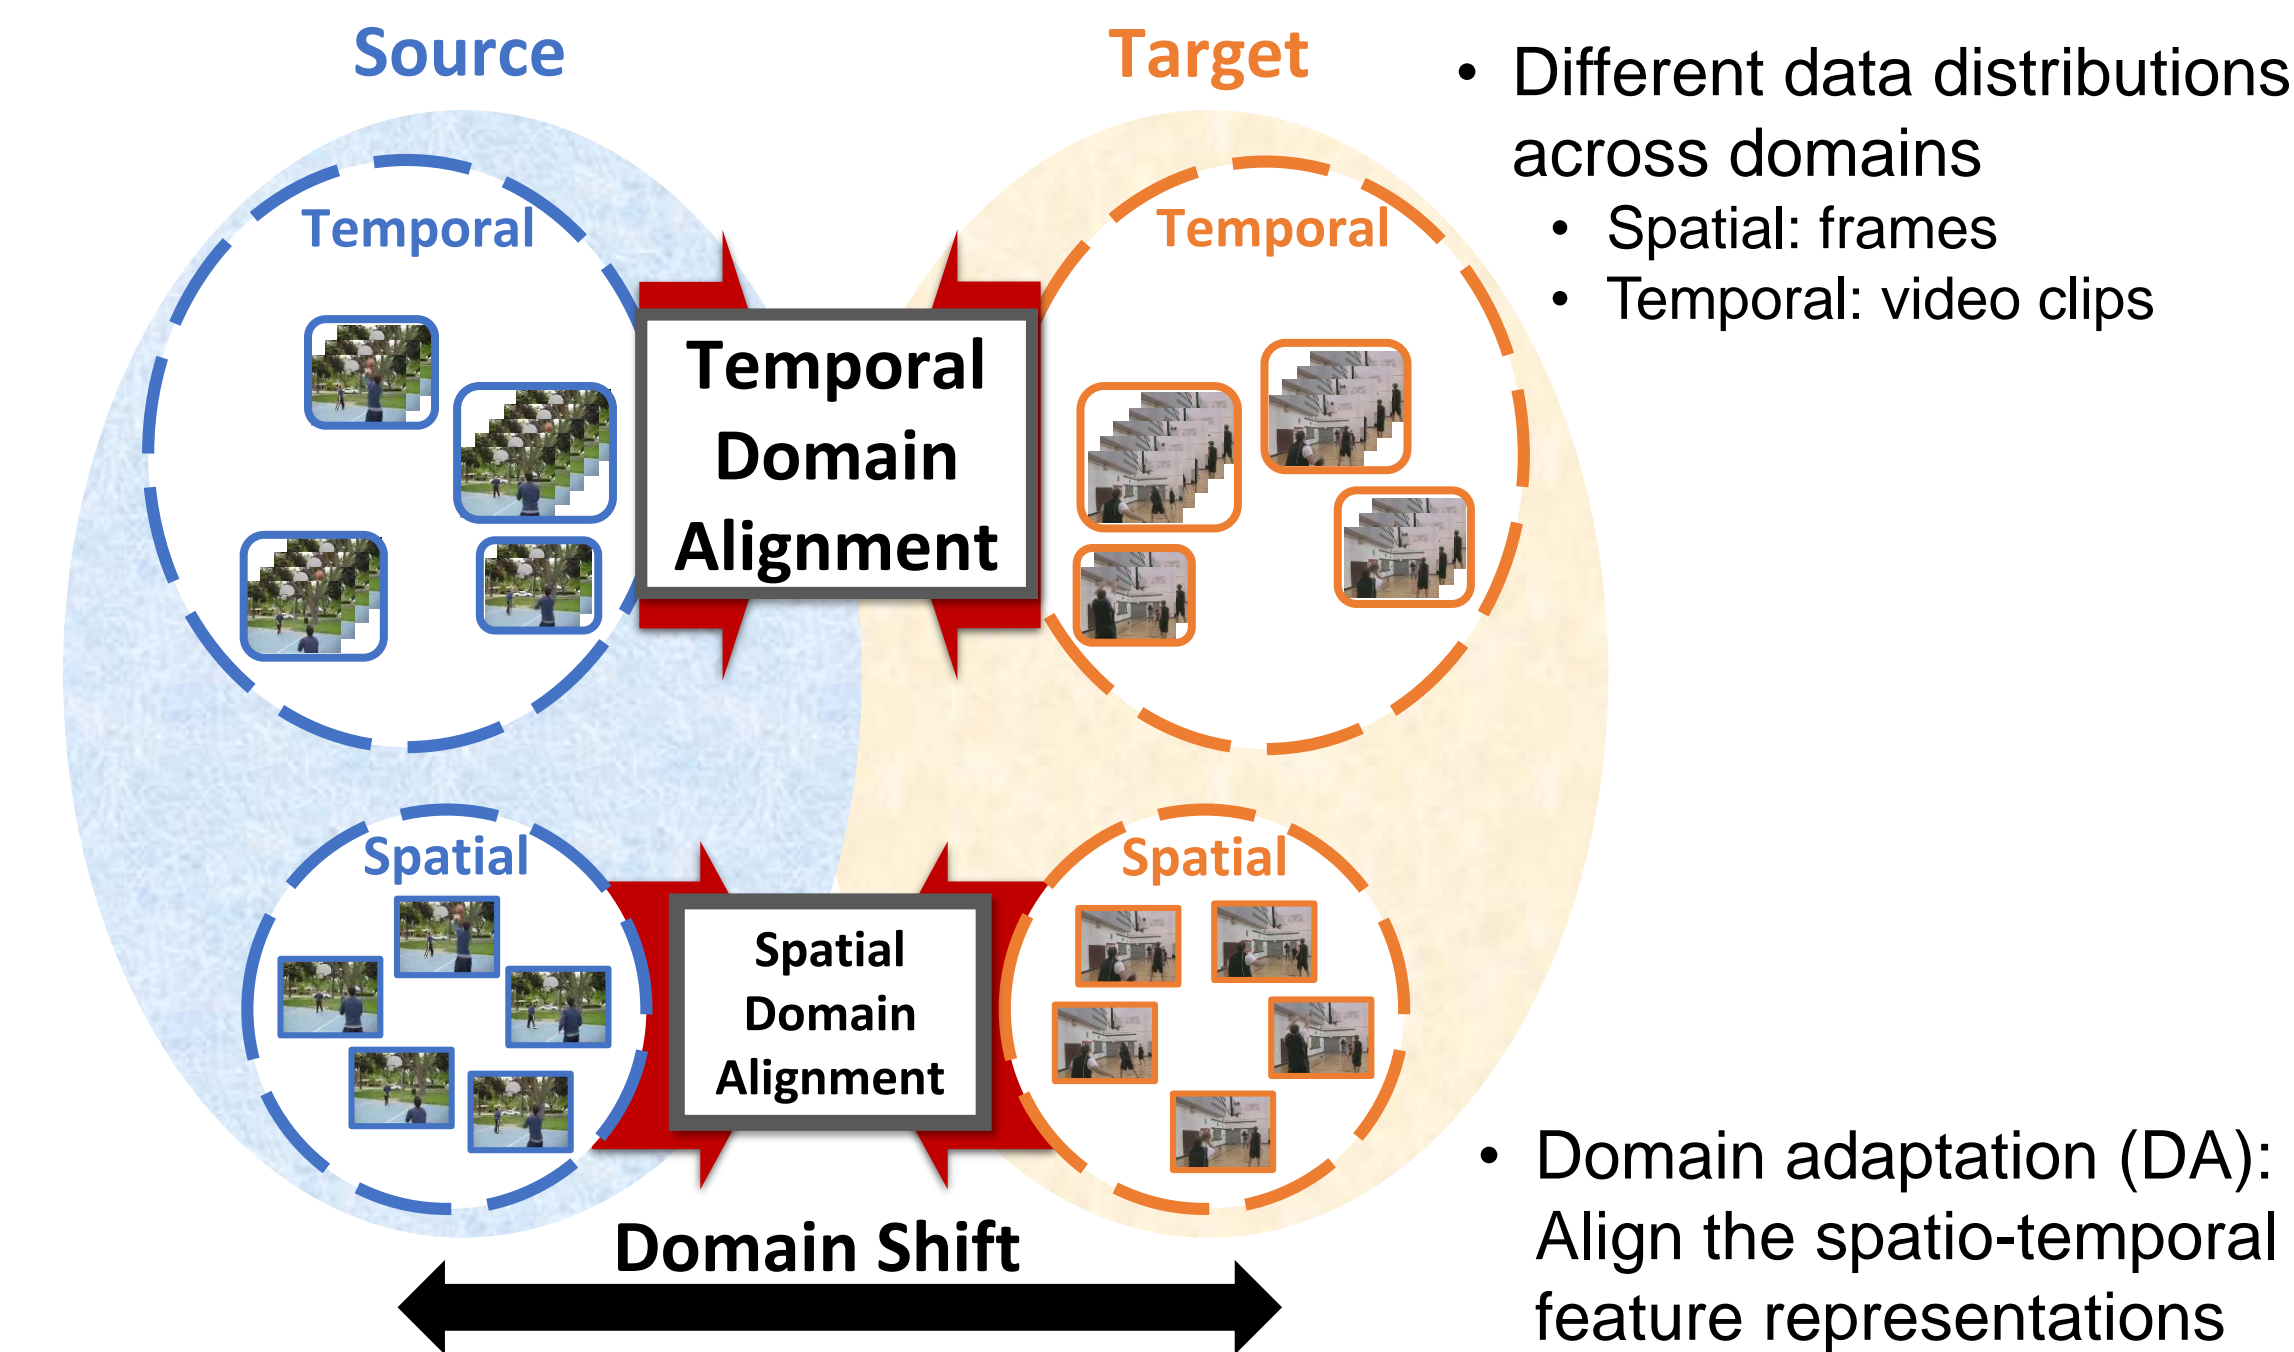 Source
Target
Temporal
Temporal
Temporal
Domain
Alignment
Spatial
Spatial
Spatial
Domain
Alignment
Domain Shift
• Different data distributions
across domains
• Spatial: frames
• Temporal: video clips
• Domain adaptation (DA):
Align the spatio-temporal
feature representations